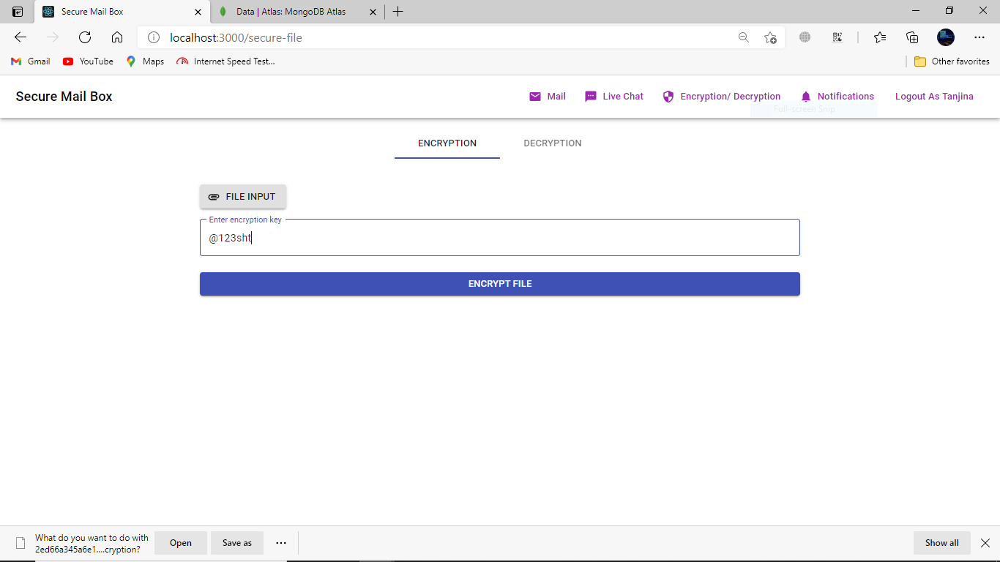 Secure Mail Box
Data | Atlas: MongoDB Atlas
localhost:3000/secure-file
Gmail YouTube Maps Internet Speed Test... Other favorites
Secure Mail Box Mail Live Chat Encryption/ Decryption Notifications Logout As Tanjina
Full-screen Snip
ENCRYPTION DECRYPTION
FILE INPUT
Enter encryption key
@123sht
ENCRYPT FILE
What do you want to do with
2ed66a345a6e1....cryption?
Open Save as Show all